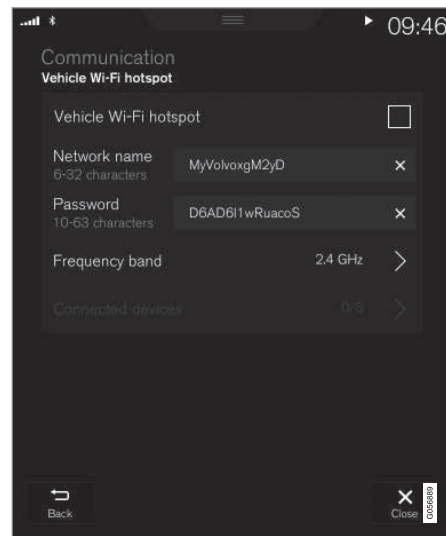 09:46
Communication
Vehicle Wi-Fi hotspot
Vehicle Wi-Fi hotspot
Network name
6-32 characters
MyVolvoxgM2yD
Password
10-63 characters
D6AD6I1wRuacoS
Frequency band
2.4 GHz
Connected devices
0/8
Back
Close
G056889